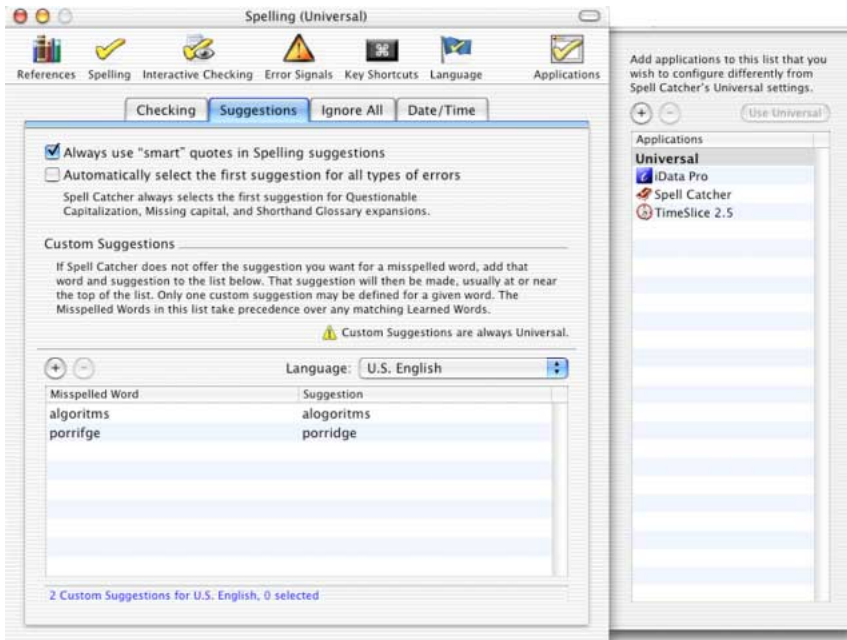 Spelling (Universal)
References Spelling Interactive Checking Error Signals Key Shortcuts Language Applications
Checking Suggestions Ignore All Date/Time
Always use “smart” quotes in Spelling suggestions
Automatically select the first suggestion for all types of errors
Spell Catcher always selects the first suggestion for Questionable
Capitalization, Missing capital, and Shorthand Glossary expansions.
Custom Suggestions
If Spell Catcher does not offer the suggestion you want for a misspelled word, add that
word and suggestion to the list below. That suggestion will then be made, usually at or near
the top of the list. Only one custom suggestion may be defined for a given word. The
Misspelled Words in this list take precedence over any matching Learned Words.
Custom Suggestions are always Universal.
Language: U.S. English
Misspelled Word Suggestion
algoritms alogoritms
porrifge porridge
2 Custom Suggestions for U.S. English, 0 selected
Add applications to this list that you
wish to configure differently from
Spell Catcher's Universal settings.
Use Universal
Applications
Universal
iData Pro
Spell Catcher
TimeSlice 2.5